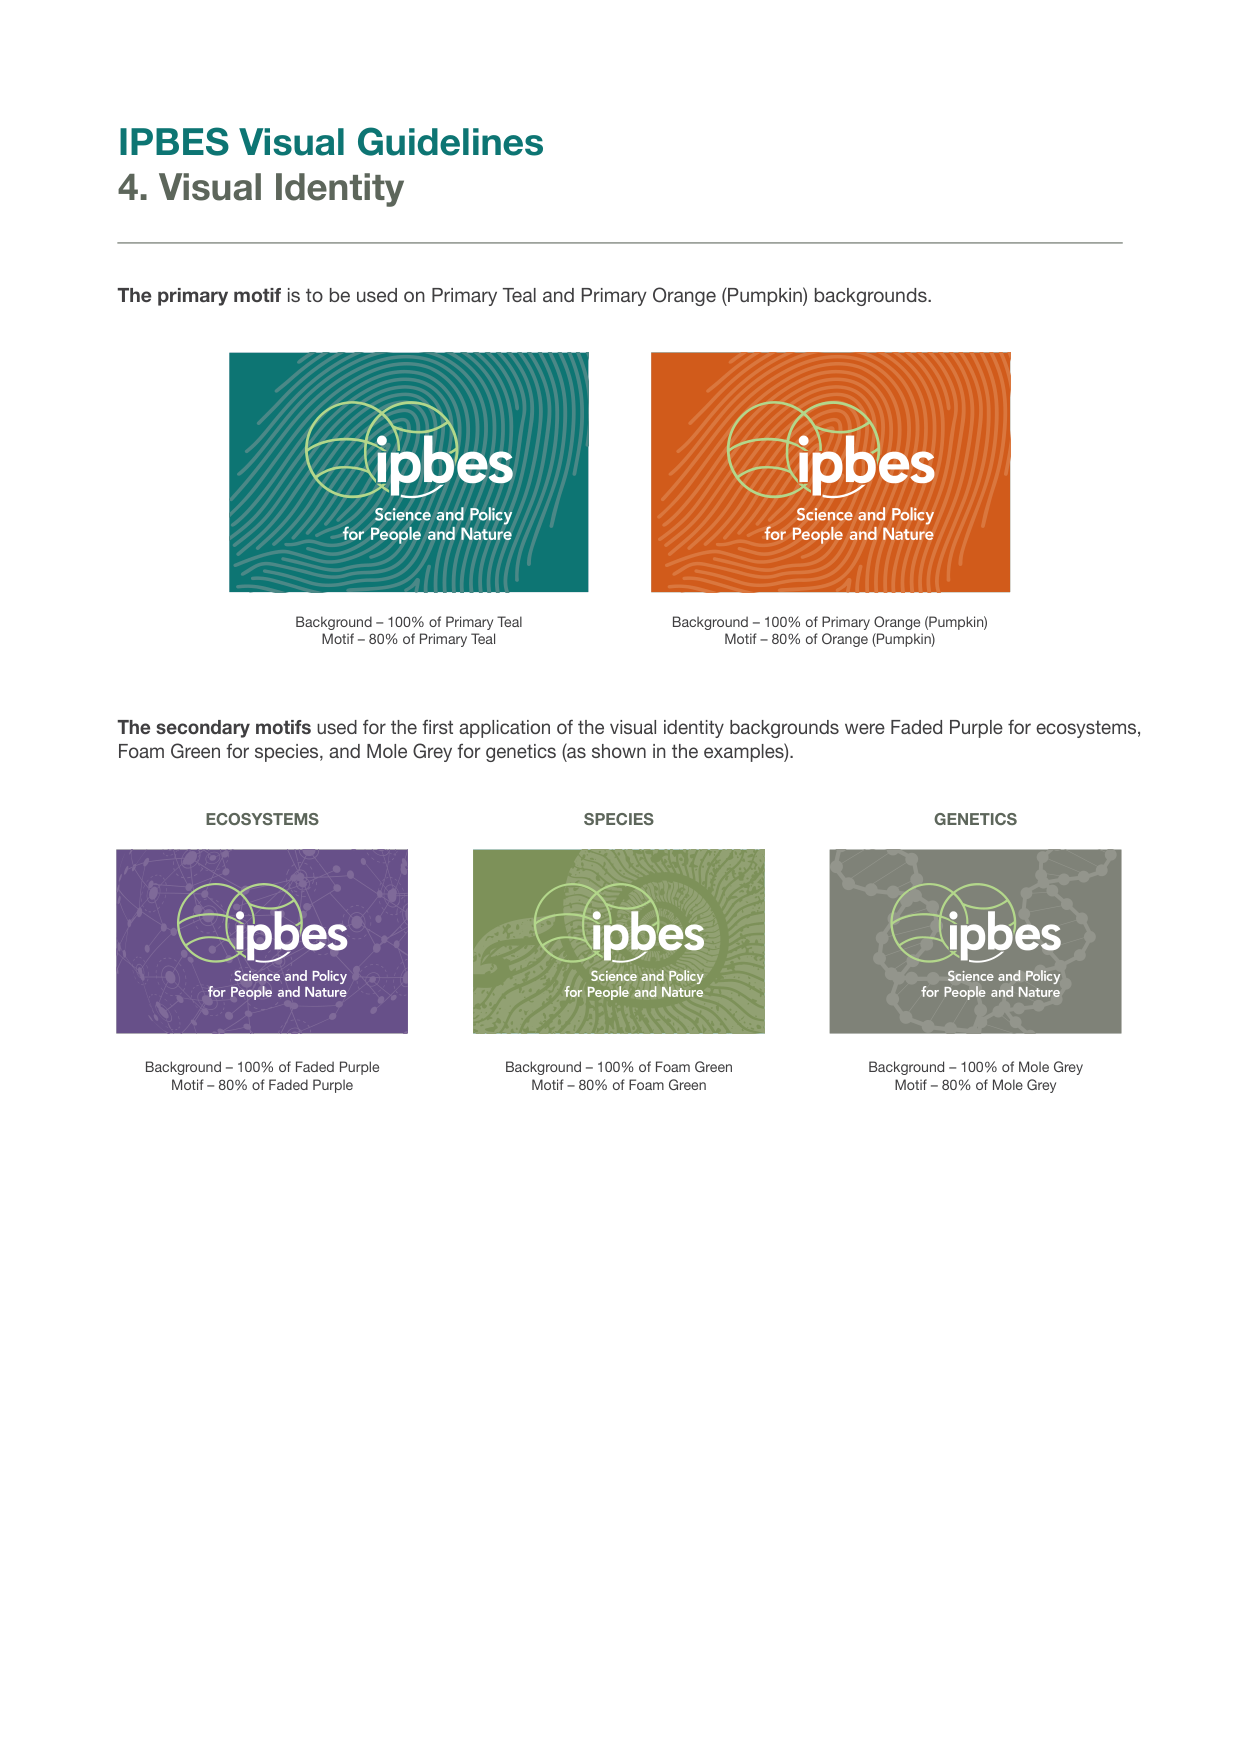 IPBES Visual Guidelines
4. Visual Identity
The primary motif is to be used on Primary Teal and Primary Orange (Pumpkin) backgrounds.
ipbes
Science and Policy
for People and Nature
ipbes
Science and Policy
for People and Nature
Background – 100% of Primary Teal
Motif – 80% of Primary Teal
Background – 100% of Primary Orange (Pumpkin)
Motif – 80% of Orange (Pumpkin)
The secondary motifs used for the first application of the visual identity backgrounds were Faded Purple for ecosystems,
Foam Green for species, and Mole Grey for genetics (as shown in the examples).
ECOSYSTEMS
SPECIES
GENETICS
ipbes
Science and Policy
for People and Nature
ipbes
Science and Policy
for People and Nature
ipbes
Science and Policy
for People and Nature
Background – 100% of Faded Purple
Motif – 80% of Faded Purple
Background – 100% of Foam Green
Motif – 80% of Foam Green
Background – 100% of Mole Grey
Motif – 80% of Mole Grey